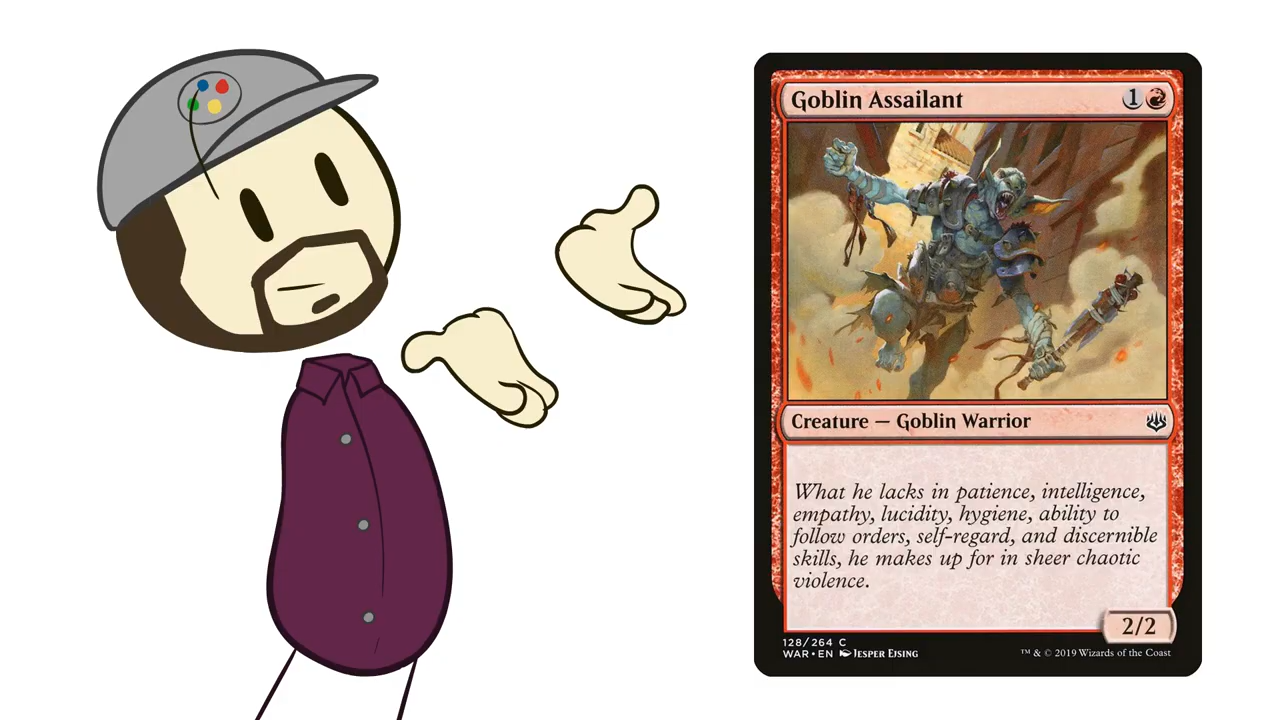 Goblin Assailant 1
Creature — Goblin Warrior
What he lacks in patience, intelligence,
empathy, lucidity, hygiene, ability to
follow orders, self-regard, and discernible
skills, he makes up for in sheer chaotic
violence.
2/2
128/264 C
WAR • EN Jesper Ejsing
™ & © 2019 Wizards of the Coast